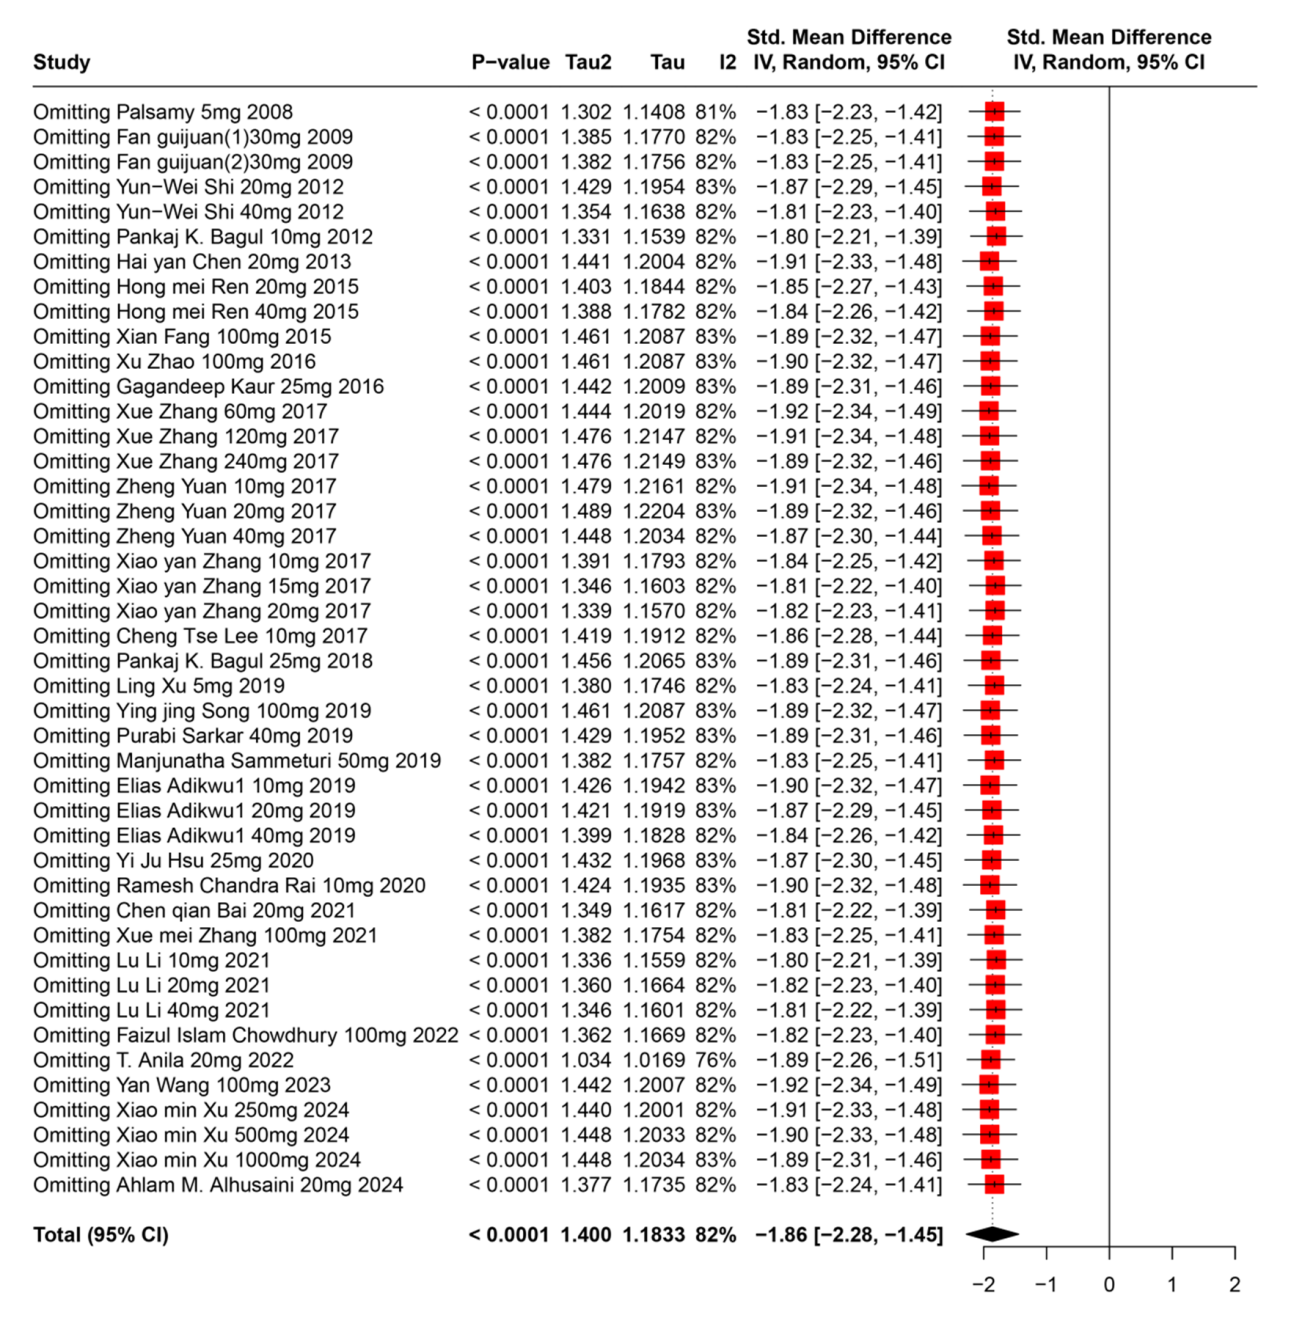 Std. Mean Difference Std. Mean Difference
Study P−value Tau2 Tau I2 IV, Random, 95% CI IV, Random, 95% CI
Omitting Palsamy 5mg 2008 < 0.0001 1.302 1.1408 81% −1.83 [−2.23, −1.42]
Omitting Fan guijuan(1)30mg 2009 < 0.0001 1.385 1.1770 82% −1.83 [−2.25, −1.41]
Omitting Fan guijuan(2)30mg 2009 < 0.0001 1.382 1.1756 82% −1.83 [−2.25, −1.41]
Omitting Yun−Wei Shi 20mg 2012 < 0.0001 1.429 1.1954 83% −1.87 [−2.29, −1.45]
Omitting Yun−Wei Shi 40mg 2012 < 0.0001 1.354 1.1638 82% −1.81 [−2.23, −1.40]
Omitting Pankaj K. Bagul 10mg 2012 < 0.0001 1.331 1.1539 82% −1.80 [−2.21, −1.39]
Omitting Hai yan Chen 20mg 2013 < 0.0001 1.441 1.2004 82% −1.91 [−2.33, −1.48]
Omitting Hong mei Ren 20mg 2015 < 0.0001 1.403 1.1844 82% −1.85 [−2.27, −1.43]
Omitting Hong mei Ren 40mg 2015 < 0.0001 1.388 1.1782 82% −1.84 [−2.26, −1.42]
Omitting Xian Fang 100mg 2015 < 0.0001 1.461 1.2087 83% −1.89 [−2.32, −1.47]
Omitting Xu Zhao 100mg 2016 < 0.0001 1.461 1.2087 83% −1.90 [−2.32, −1.47]
Omitting Gagandeep Kaur 25mg 2016 < 0.0001 1.442 1.2009 83% −1.89 [−2.31, −1.46]
Omitting Xue Zhang 60mg 2017 < 0.0001 1.444 1.2019 82% −1.92 [−2.34, −1.49]
Omitting Xue Zhang 120mg 2017 < 0.0001 1.476 1.2147 82% −1.91 [−2.34, −1.48]
Omitting Xue Zhang 240mg 2017 < 0.0001 1.476 1.2149 83% −1.89 [−2.32, −1.46]
Omitting Zheng Yuan 10mg 2017 < 0.0001 1.479 1.2161 82% −1.91 [−2.34, −1.48]
Omitting Zheng Yuan 20mg 2017 < 0.0001 1.489 1.2204 83% −1.89 [−2.32, −1.46]
Omitting Zheng Yuan 40mg 2017 < 0.0001 1.448 1.2034 82% −1.87 [−2.30, −1.44]
Omitting Xiao yan Zhang 10mg 2017 < 0.0001 1.391 1.1793 82% −1.84 [−2.25, −1.42]
Omitting Xiao yan Zhang 15mg 2017 < 0.0001 1.346 1.1603 82% −1.81 [−2.22, −1.40]
Omitting Xiao yan Zhang 20mg 2017 < 0.0001 1.339 1.1570 82% −1.82 [−2.23, −1.41]
Omitting Cheng Tse Lee 10mg 2017 < 0.0001 1.419 1.1912 82% −1.86 [−2.28, −1.44]
Omitting Pankaj K. Bagul 25mg 2018 < 0.0001 1.456 1.2065 83% −1.89 [−2.31, −1.46]
Omitting Ling Xu 5mg 2019 < 0.0001 1.380 1.1746 82% −1.83 [−2.24, −1.41]
Omitting Ying jing Song 100mg 2019 < 0.0001 1.461 1.2087 83% −1.89 [−2.32, −1.47]
Omitting Purabi Sarkar 40mg 2019 < 0.0001 1.429 1.1952 82% −1.89 [−2.31, −1.46]
Omitting Manjunatha Sammeturi 50mg 2019 < 0.0001 1.382 1.1757 82% −1.83 [−2.25, −1.41]
Omitting Elias Adikwu1 10mg 2019 < 0.0001 1.426 1.1942 83% −1.90 [−2.32, −1.47]
Omitting Elias Adikwu1 20mg 2019 < 0.0001 1.421 1.1919 82% −1.87 [−2.29, −1.45]
Omitting Elias Adikwu1 40mg 2019 < 0.0001 1.399 1.1828 82% −1.84 [−2.26, −1.42]
Omitting Yi Ju Hsu 25mg 2020 < 0.0001 1.432 1.1968 83% −1.87 [−2.30, −1.45]
Omitting Ramesh Chandra Rai 10mg 2020 < 0.0001 1.424 1.1935 83% −1.90 [−2.32, −1.48]
Omitting Chen qian Bai 20mg 2021 < 0.0001 1.349 1.1617 82% −1.81 [−2.22, −1.39]
Omitting Xue mei Zhang 100mg 2021 < 0.0001 1.382 1.1754 82% −1.83 [−2.25, −1.41]
Omitting Lu Li 10mg 2021 < 0.0001 1.336 1.1559 82% −1.80 [−2.21, −1.39]
Omitting Lu Li 20mg 2021 < 0.0001 1.360 1.1664 82% −1.82 [−2.23, −1.40]
Omitting Lu Li 40mg 2021 < 0.0001 1.346 1.1601 82% −1.81 [−2.22, −1.39]
Omitting Faizul Islam Chowdhury 100mg 2022 < 0.0001 1.362 1.1669 82% −1.82 [−2.23, −1.40]
Omitting T. Anila 20mg 2022 < 0.0001 1.034 1.0169 76% −1.89 [−2.26, −1.51]
Omitting Yan Wang 100mg 2023 < 0.0001 1.442 1.2007 82% −1.92 [−2.34, −1.49]
Omitting Xiao min Xu 250mg 2024 < 0.0001 1.440 1.2001 82% −1.91 [−2.33, −1.48]
Omitting Xiao min Xu 500mg 2024 < 0.0001 1.448 1.2033 82% −1.90 [−2.33, −1.48]
Omitting Xiao min Xu 1000mg 2024 < 0.0001 1.448 1.2034 83% −1.89 [−2.31, −1.46]
Omitting Ahlam M. Alhusaini 20mg 2024 < 0.0001 1.377 1.1735 82% −1.83 [−2.24, −1.41]
Total (95% CI) < 0.0001 1.400 1.1833 82% −1.86 [−2.28, −1.45]
−2 −1 0 1 2